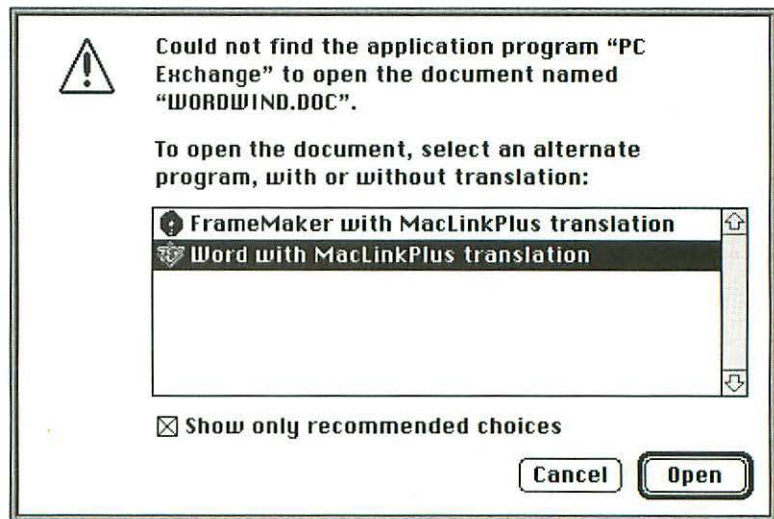 Could not find the application program “PC
Exchange” to open the document named
“WORDWIND.DOC”.
To open the document, select an alternate
program, with or without translation:
FrameMaker with MacLinkPlus translation
Word with MacLinkPlus translation
Show only recommended choices
Cancel Open